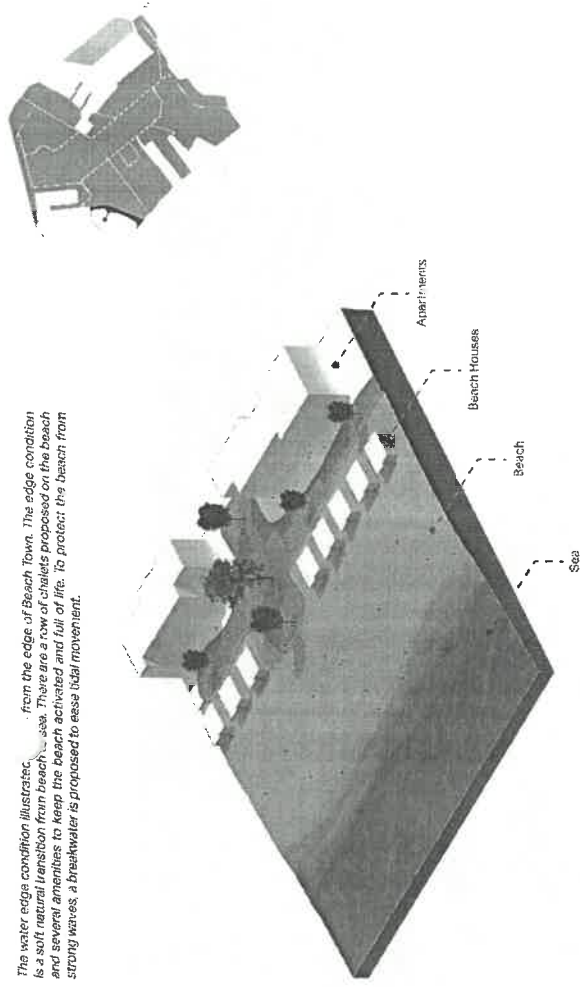 The water edge condition illustrated from the edge of Beach Town. The edge condition
is a soft natural transition from beach to sea. There are a row of chalets proposed on the beach
and several amenities to keep the beach activated and full of life. To protect the beach from
strong waves, a breakwater is proposed to ease tidal movement.
Apartments
Beach Houses
Beach
Sea